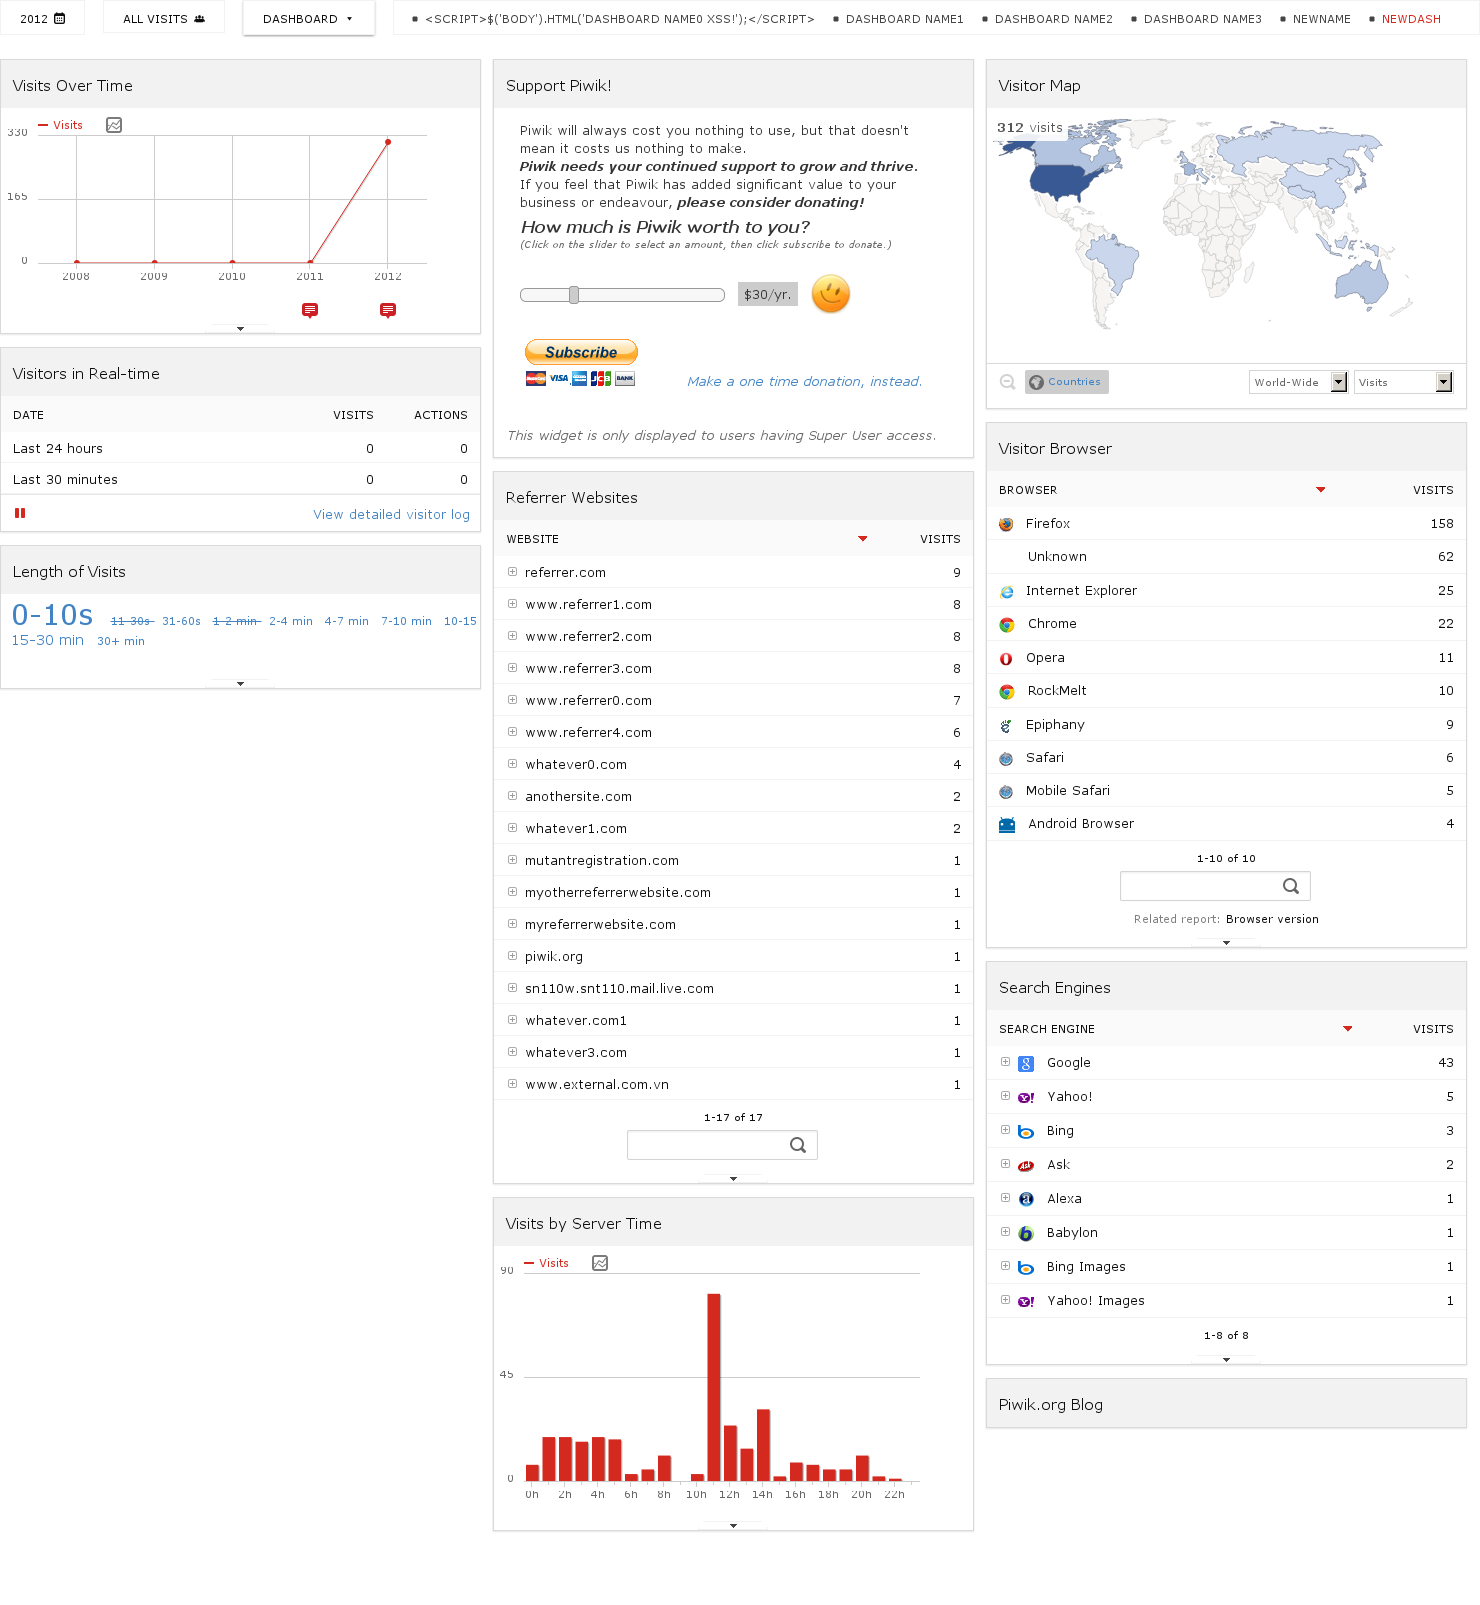 2012
ALL VISITS
DASHBOARD
<SCRIPT>$('BODY').HTML('DASHBOARD NAME0 XSS!');</SCRIPT>
DASHBOARD NAME1
DASHBOARD NAME2
DASHBOARD NAME3
NEWNAME
NEWDASH
Visits Over Time
Visits
330
165
0
2008 2009 2010 2011 2012
Visitors in Real-time
DATE VISITS ACTIONS
Last 24 hours 0 0
Last 30 minutes 0 0
View detailed visitor log
Length of Visits
0-10s 11-30s 31-60s 1-2 min 2-4 min 4-7 min 7-10 min 10-15
15-30 min 30+ min
Support Piwik!
Piwik will always cost you nothing to use, but that doesn't
mean it costs us nothing to make.
Piwik needs your continued support to grow and thrive.
If you feel that Piwik has added significant value to your
business or endeavour, please consider donating!
How much is Piwik worth to you?
(Click on the slider to select an amount, then click subscribe to donate.)
$30/yr.
Subscribe
VISA
JCB
BANK
Make a one time donation, instead.
This widget is only displayed to users having Super User access.
Referrer Websites
WEBSITE VISITS
referrer.com 9
www.referrer1.com 8
www.referrer2.com 8
www.referrer3.com 8
www.referrer0.com 7
www.referrer4.com 6
whatever0.com 4
anothersite.com 2
whatever1.com 2
mutantregistration.com 1
myotherreferrerwebsite.com 1
myreferrerwebsite.com 1
piwik.org 1
sn110w.snt110.mail.live.com 1
whatever.com1 1
whatever3.com 1
www.external.com.vn 1
1-17 of 17
Visits by Server Time
Visits
90
45
0
0h 2h 4h 6h 8h 10h 12h 14h 16h 18h 20h 22h
Visitor Map
312 visits
Countries
World-Wide
Visits
Visitor Browser
BROWSER VISITS
Firefox 158
Unknown 62
Internet Explorer 25
Chrome 22
Opera 11
RockMelt 10
Epiphany 9
Safari 6
Mobile Safari 5
Android Browser 4
1-10 of 10
Related report: Browser version
Search Engines
SEARCH ENGINE VISITS
Google 43
Yahoo! 5
Bing 3
Ask 2
Alexa 1
Babylon 1
Bing Images 1
Yahoo! Images 1
1-8 of 8
Piwik.org Blog